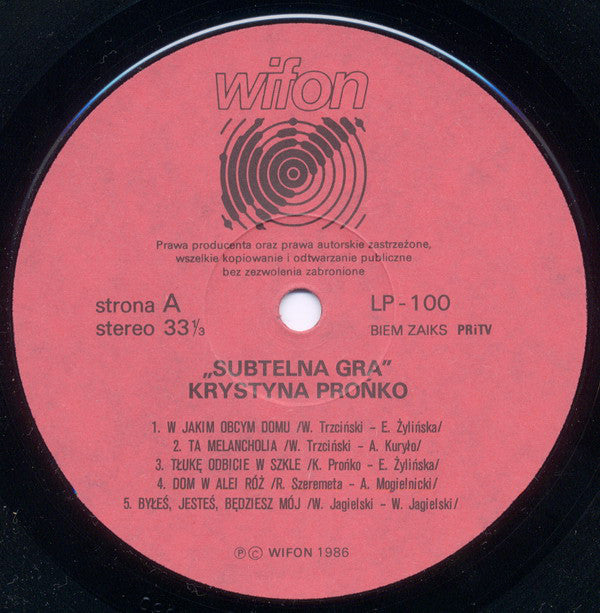 wifon
Prawa producenta oraz prawa autorskie zastrzeżone,
wszelkie kopiowanie i odtwarzanie publiczne
bez zezwolenia zabronione
strona A LP - 100
stereo 33⅓ BIEM ZAIKS PRiTV
„SUBTELNA GRA”
KRYSTYNA PROŃKO
1. W JAKIM OBCYM DOMU /W. Trzciński - E. Żylińska/
2. TA MELANCHOLIA /W. Trzciński - A. Kuryło/
3. TŁUKĘ ODBICIE W SZKLE /K. Prońko - E. Żylińska/
4. DOM W ALEI RÓŻ /R. Szeremeta - A. Mogielnicki/
5. BYŁEŚ, JESTEŚ, BĘDZIESZ MÓJ /W. Jagielski - W. Jagielski/
Ⓟ © WIFON 1986